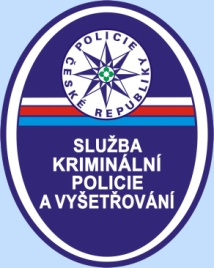 POLICIE
ČESKÉ REPUBLIKY
SLUŽBA
KRIMINÁLNÍ
POLICIE
A VYŠETŘOVÁNÍ